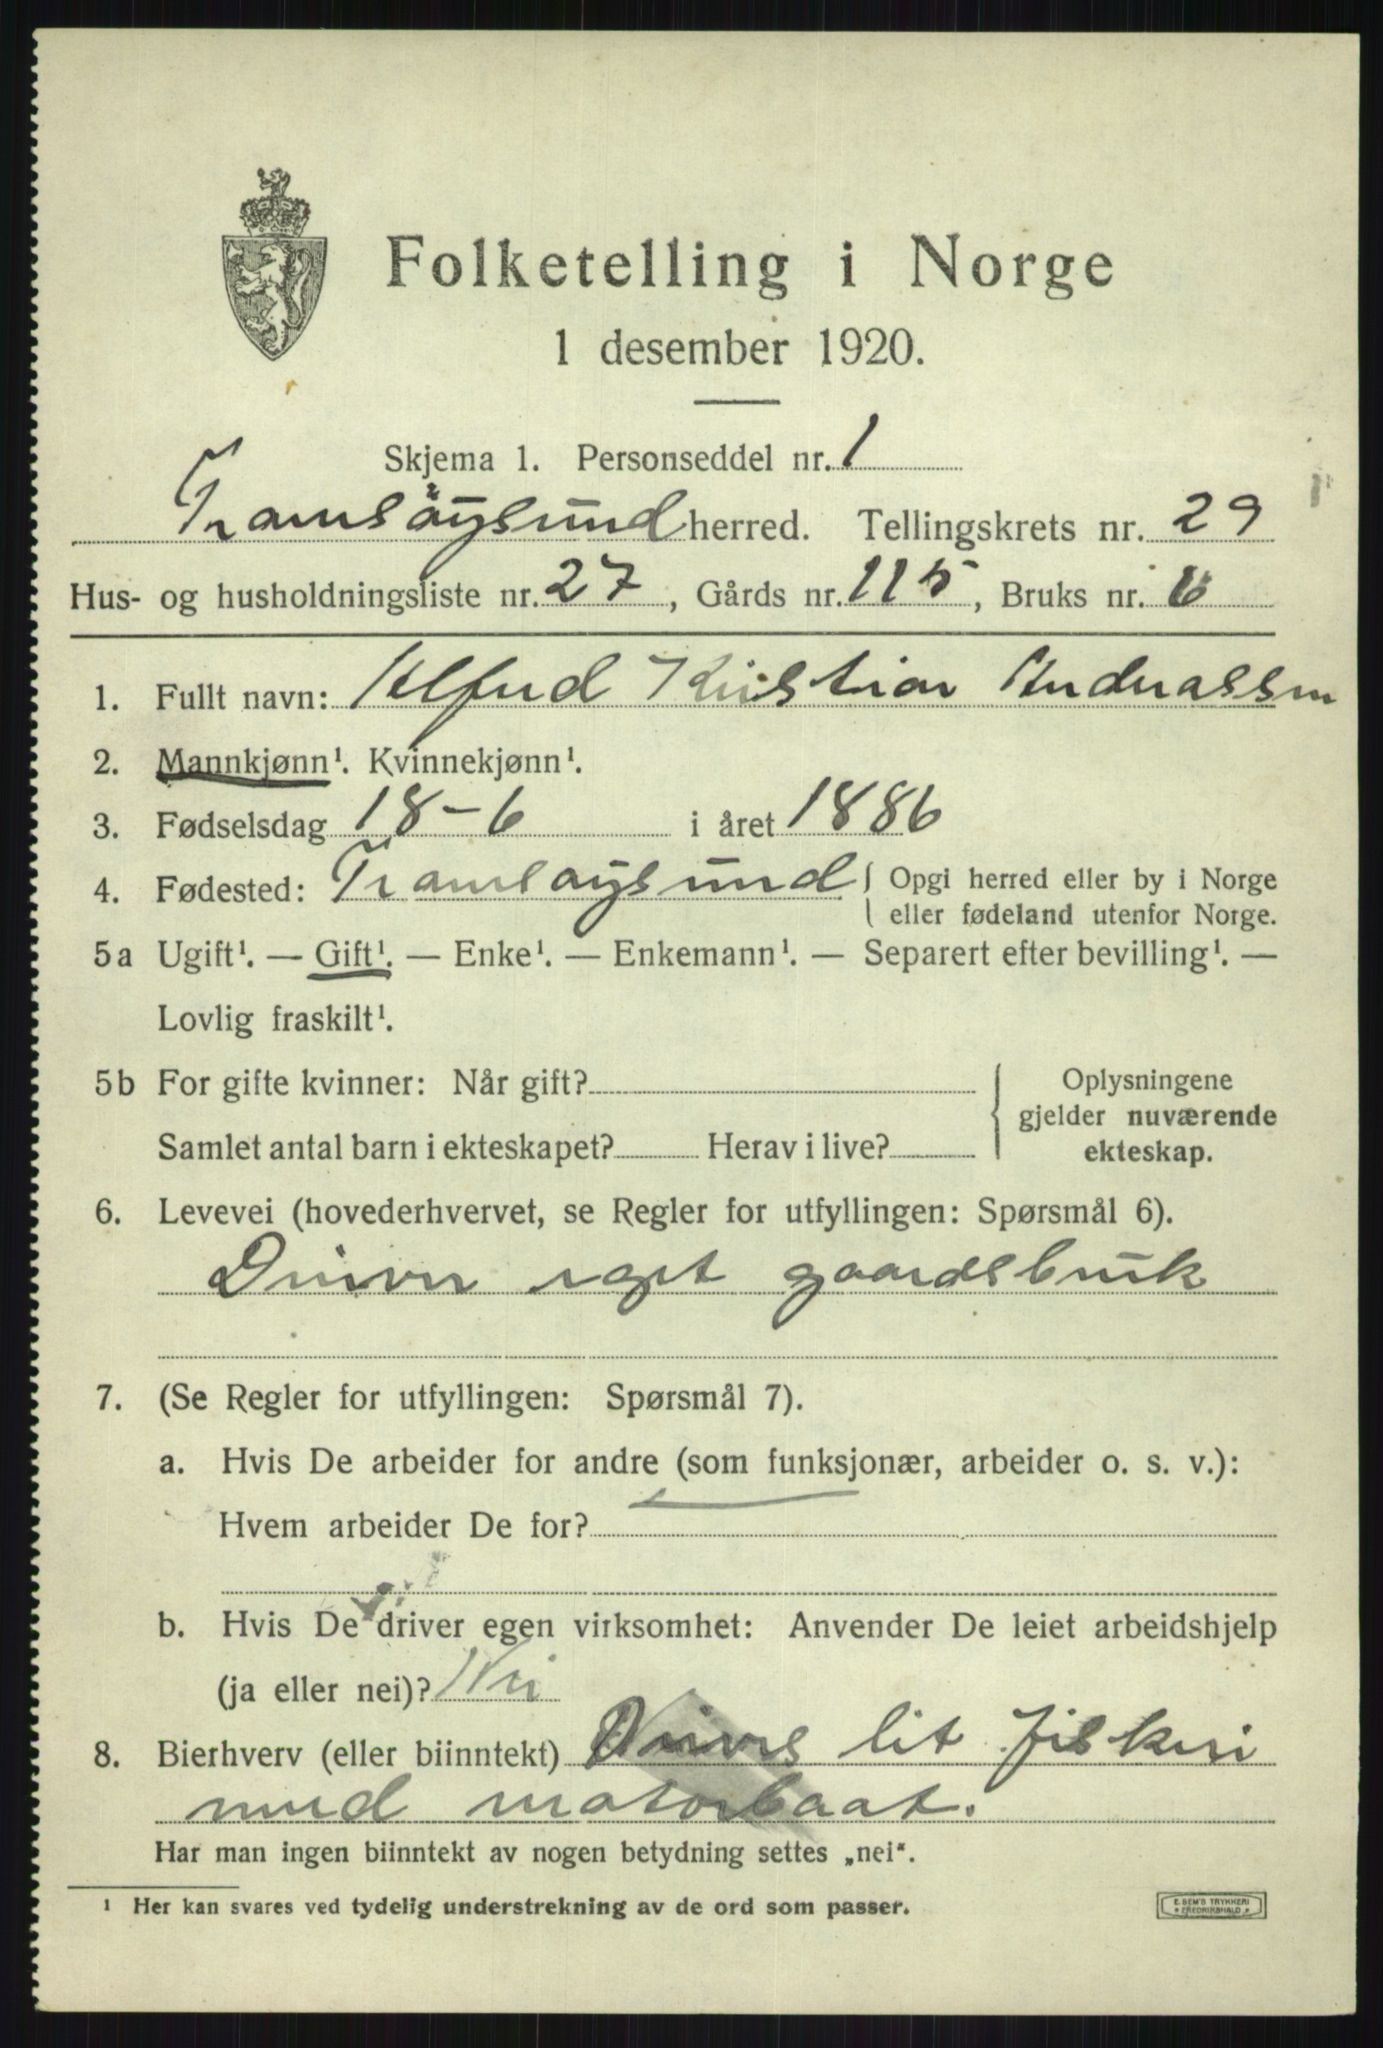 Folketelling i Norge
1 desember 1920.
Skjema 1. Personseddel nr. 1
Tromsøysund herred. Tellingskrets nr. 29
Hus- og husholdningsliste nr. 27, Gårds nr. 115, Bruks nr. 6
1. Fullt navn: Alfred Kristian Andreassen
2. Mannkjønn¹. Kvinnekjønn¹.
3. Fødselsdag 18-6 i året 1886
4. Fødested: Tromsøysund { Opgi herred eller by i Norge
eller fødeland utenfor Norge.
5a Ugift¹. — Gift¹. — Enke¹. — Enkemann¹. — Separert efter bevilling¹. —
Lovlig fraskilt¹.
5b For gifte kvinner: Når gift?
Samlet antal barn i ekteskapet? Herav i live?
Oplysningene
gjelder nuværende
ekteskap.
6. Levevei (hovederhvervet, se Regler for utfyllingen: Spørsmål 6).
Driver eget gaardsbruk
7. (Se Regler for utfyllingen: Spørsmål 7).
a. Hvis De arbeider for andre (som funksjonær, arbeider o. s. v.):
Hvem arbeider De for?
b. Hvis De driver egen virksomhet: Anvender De leiet arbeidshjelp
(ja eller nei)? Nei
8. Bierhverv (eller biinntekt) Drives lit fiskeri
med motorbaat.
Har man ingen biinntekt av nogen betydning settes „nei“.
¹ Her kan svares ved tydelig understrekning av de ord som passer.
E. SEM'S TRYKKERI
FREDRIKSHALD